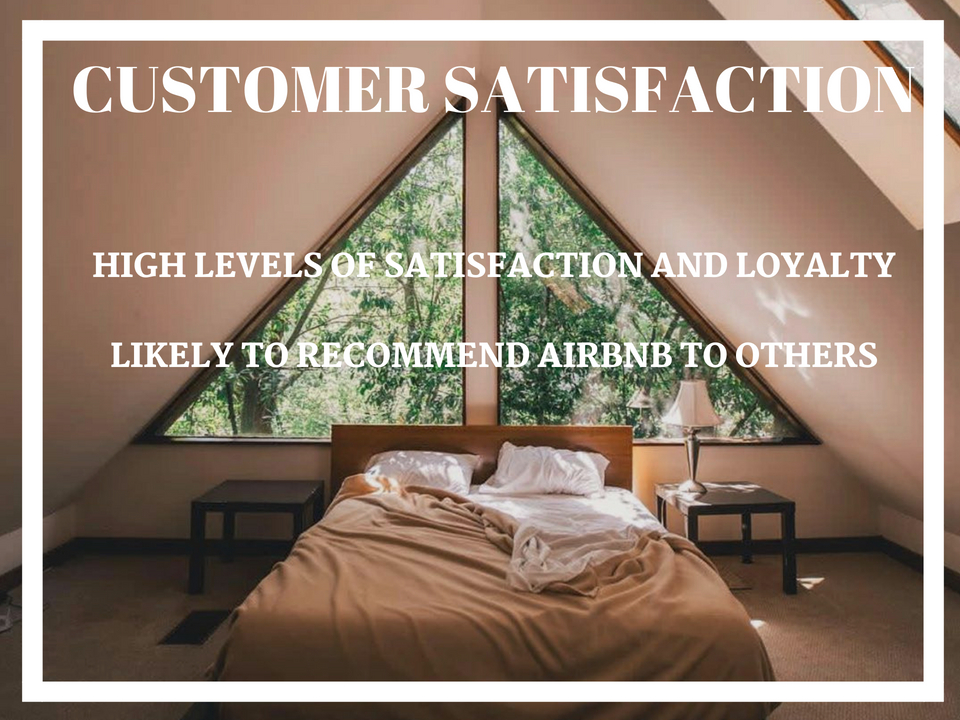 CUSTOMER SATISFACTION
HIGH LEVELS OF SATISFACTION AND LOYALTY
LIKELY TO RECOMMEND AIRBNB TO OTHERS